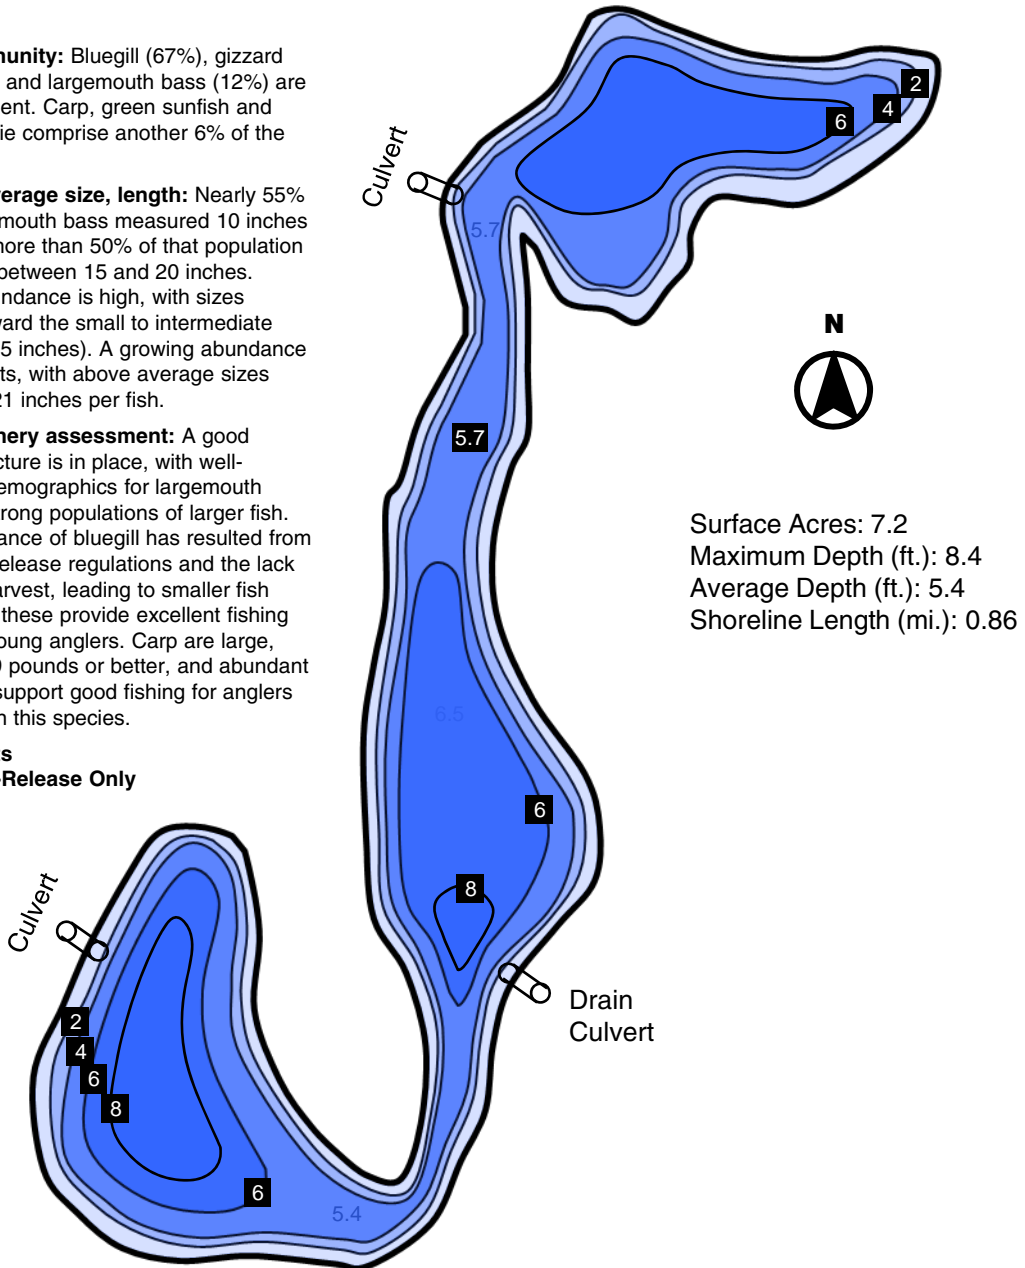 nunity: Bluegill (67%), gizzard
and largemouth bass (12%) are
ent. Carp, green sunfish and
ie comprise another 6% of the
verage size, length: Nearly 55%
mouth bass measured 10 inches
nore than 50% of that population
between 15 and 20 inches.
ndance is high, with sizes
vard the small to intermediate
5 inches). A growing abundance
ts, with above average sizes
21 inches per fish.
nery assessment: A good
cture is in place, with well-
emographics for largemouth
trong populations of larger fish.
ance of bluegill has resulted from
elease regulations and the lack
arvest, leading to smaller fish
these provide excellent fishing
oung anglers. Carp are large,
pounds or better, and abundant
support good fishing for anglers
n this species.
ts
-Release Only
2
4
6
Culvert
5.7
N
5.7
Surface Acres: 7.2
Maximum Depth (ft.): 8.4
Average Depth (ft.): 5.4
Shoreline Length (mi.): 0.86
6.5
6
8
Culvert
Drain
Culvert
2
4
6
8
6
5.4